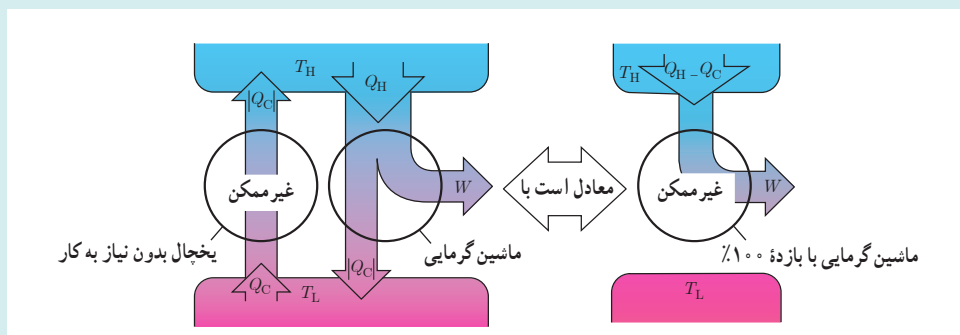 T_H
Q_H
|Q_C|
غیرممکن
W
یخچال بدون نیاز به کار
ماشین گرمایی
Q_C
T_L
|Q_C|
معادل است با
T_H
Q_H – Q_C
غیرممکن
W
ماشین گرمایی با بازدهٔ ۱۰۰٪
T_L